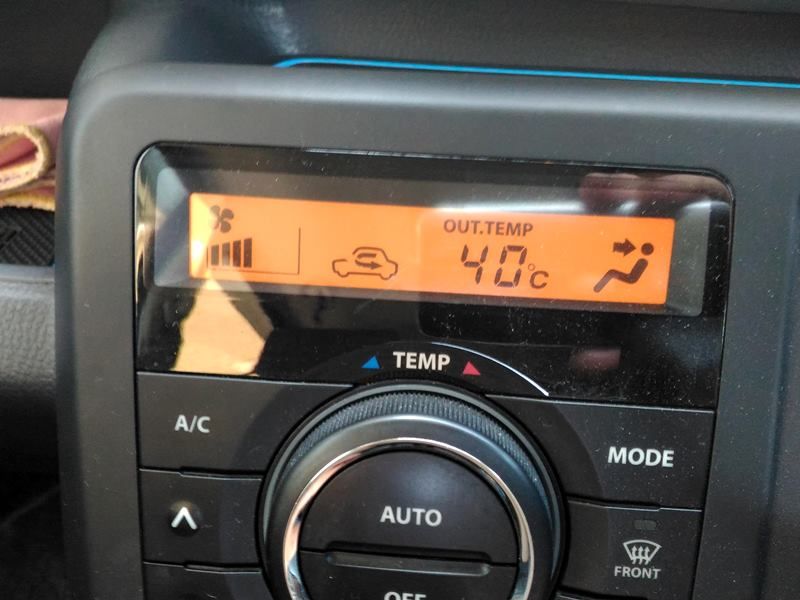 OUT.TEMP
40°C
TEMP
A/C
MODE
AUTO
FRONT
OFF